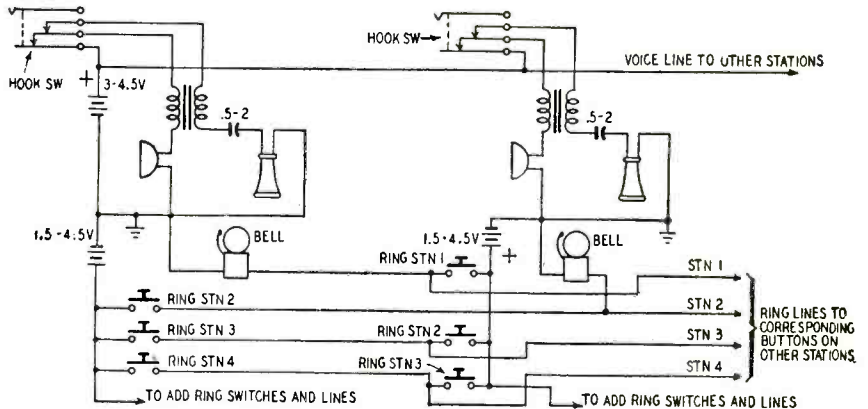 HOOK SW
HOOK SW
VOICE LINE TO OTHER STATIONS
+
3-4.5V
.5-2
.5-2
1.5-4.5V
BELL
1.5-4.5V
+
BELL
RING STN 1
STN 1
RING STN 2
STN 2
RING STN 3
RING STN 2
STN 3
RING STN 4
RING STN 3
STN 4
RING LINES TO
CORRESPONDING
BUTTONS ON
OTHER STATIONS
TO ADD RING SWITCHES AND LINES
TO ADD RING SWITCHES AND LINES